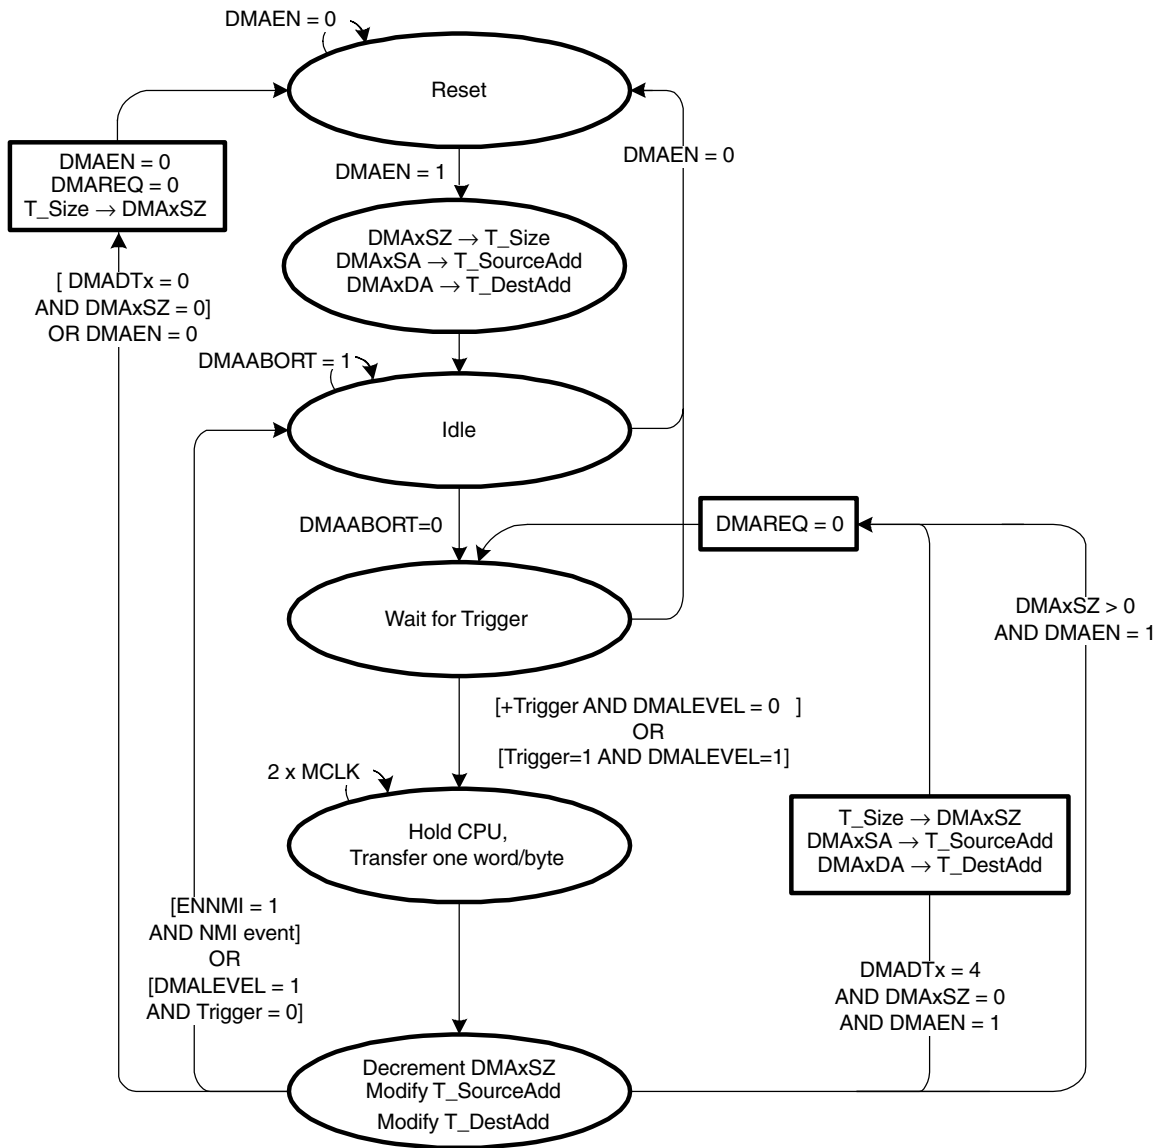 DMAEN = 0
Reset
DMAEN = 0
DMAREQ = 0
T_Size → DMAxSZ
DMAEN = 0
DMAEN = 1
DMAxSZ → T_Size
DMAxSA → T_SourceAdd
DMAxDA → T_DestAdd
[ DMADTx = 0
AND DMAxSZ = 0]
OR DMAEN = 0
DMAABORT = 1
Idle
DMAABORT=0
DMAREQ = 0
Wait for Trigger
DMAxSZ > 0
AND DMAEN = 1
[+Trigger AND DMALEVEL = 0 ]
OR
[Trigger=1 AND DMALEVEL=1]
2 x MCLK
Hold CPU,
Transfer one word/byte
T_Size → DMAxSZ
DMAxSA → T_SourceAdd
DMAxDA → T_DestAdd
[ENNMI = 1
AND NMI event]
OR
[DMALEVEL = 1
AND Trigger = 0]
DMADTx = 4
AND DMAxSZ = 0
AND DMAEN = 1
Decrement DMAxSZ
Modify T_SourceAdd
Modify T_DestAdd